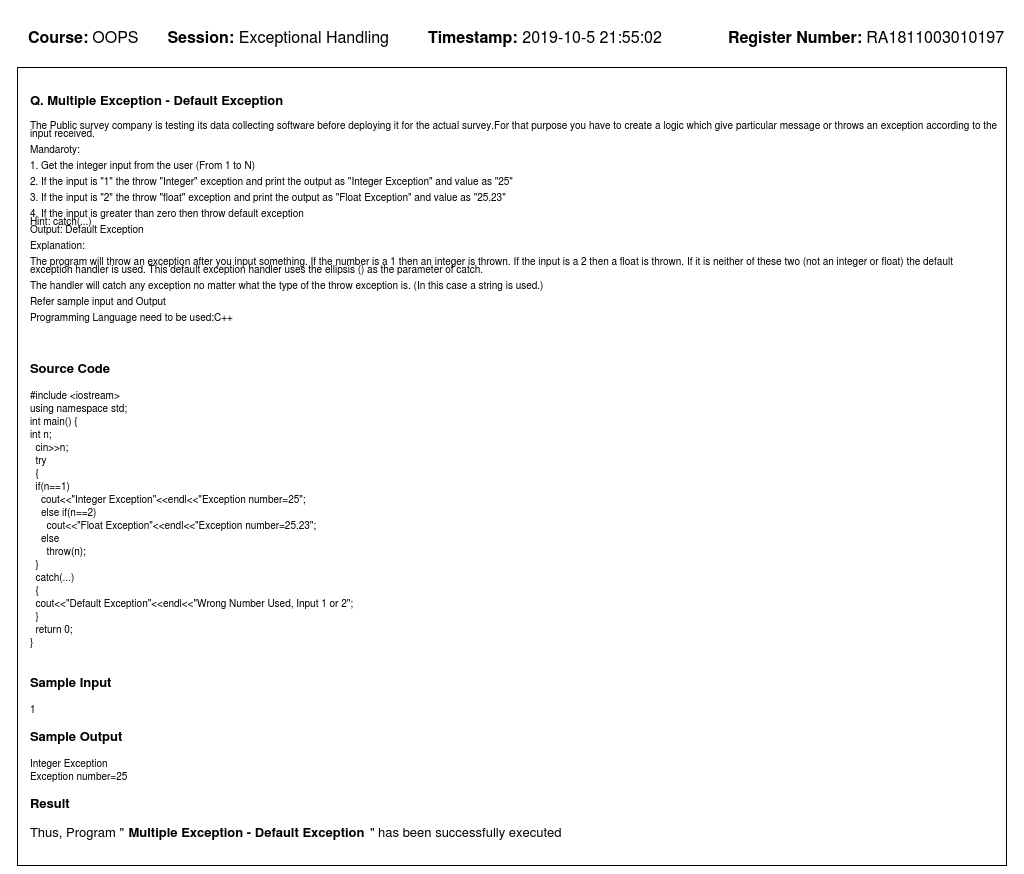 Course: OOPS Session: Exceptional Handling Timestamp: 2019-10-5 21:55:02 Register Number: RA1811003010197
Q. Multiple Exception - Default Exception
The Public survey company is testing its data collecting software before deploying it for the actual survey.For that purpose you have to create a logic which give particular message or throws an exception according to the
input received.
Mandaroty:
1. Get the integer input from the user (From 1 to N)
2. If the input is "1" the throw "Integer" exception and print the output as "Integer Exception" and value as "25"
3. If the input is "2" the throw "float" exception and print the output as "Float Exception" and value as "25.23"
4. If the input is greater than zero then throw default exception
Hint: catch(...)
Output: Default Exception
Explanation:
The program will throw an exception after you input something. If the number is a 1 then an integer is thrown. If the input is a 2 then a float is thrown. If it is neither of these two (not an integer or float) the default
exception handler is used. This default exception handler uses the ellipsis () as the parameter of catch.
The handler will catch any exception no matter what the type of the throw exception is. (In this case a string is used.)
Refer sample input and Output
Programming Language need to be used:C++
Source Code
#include <iostream>
using namespace std;
int main() {
int n;
cin>>n;
try
{
if(n==1)
cout<<"Integer Exception"<<endl<<"Exception number=25";
else if(n==2)
cout<<"Float Exception"<<endl<<"Exception number=25.23";
else
throw(n);
}
catch(...)
{
cout<<"Default Exception"<<endl<<"Wrong Number Used, Input 1 or 2";
}
return 0;
}
Sample Input
1
Sample Output
Integer Exception
Exception number=25
Result
Thus, Program " Multiple Exception - Default Exception " has been successfully executed